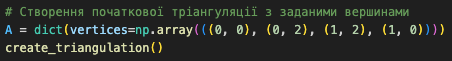 # Створення початкової тріангуляції з заданими вершинами
A = dict(vertices=np.array(((0, 0), (0, 2), (1, 2), (1, 0))))
create_triangulation()